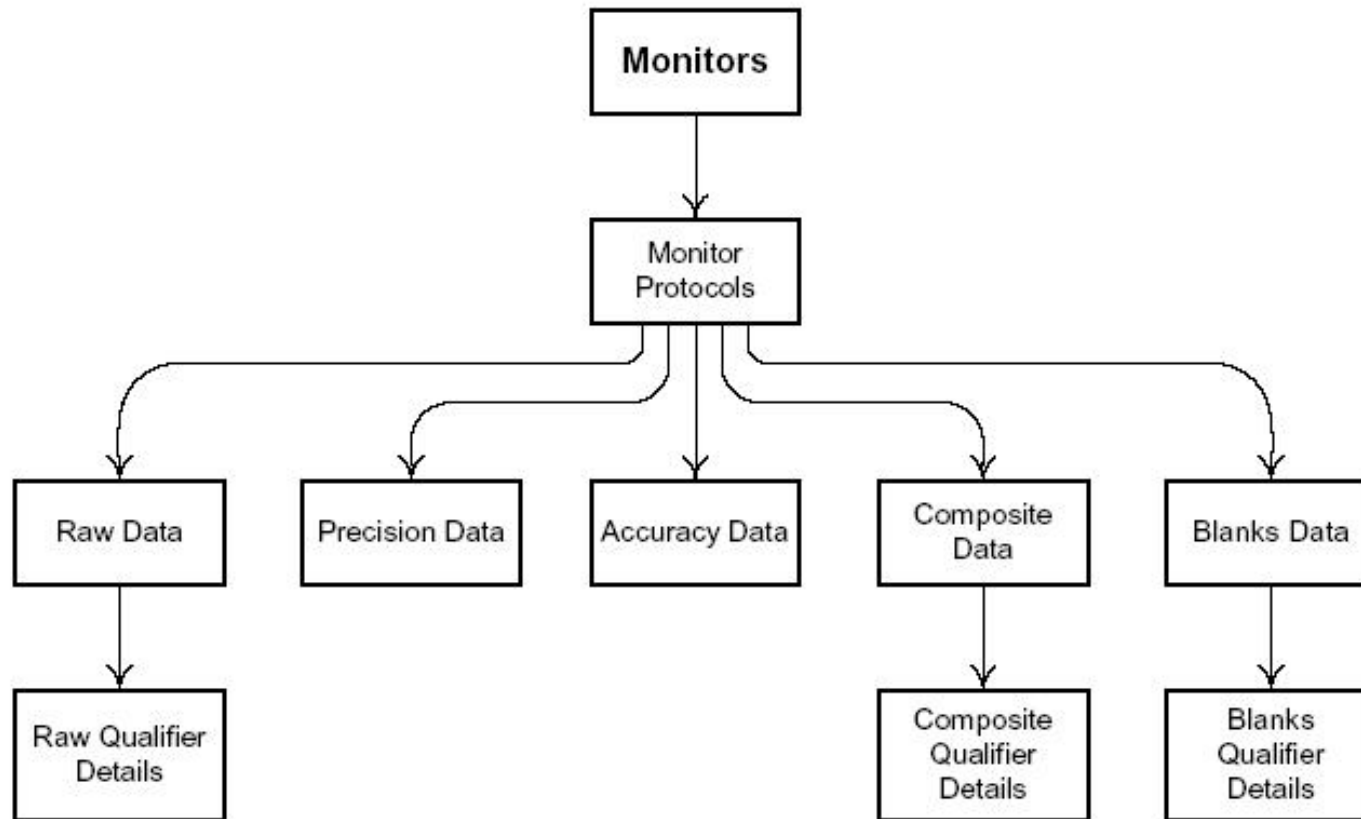 Monitors
Monitor
Protocols
Raw Data
Precision Data
Accuracy Data
Composite
Data
Blanks Data
Raw Qualifier
Details
Composite
Qualifier
Details
Blanks
Qualifier
Details